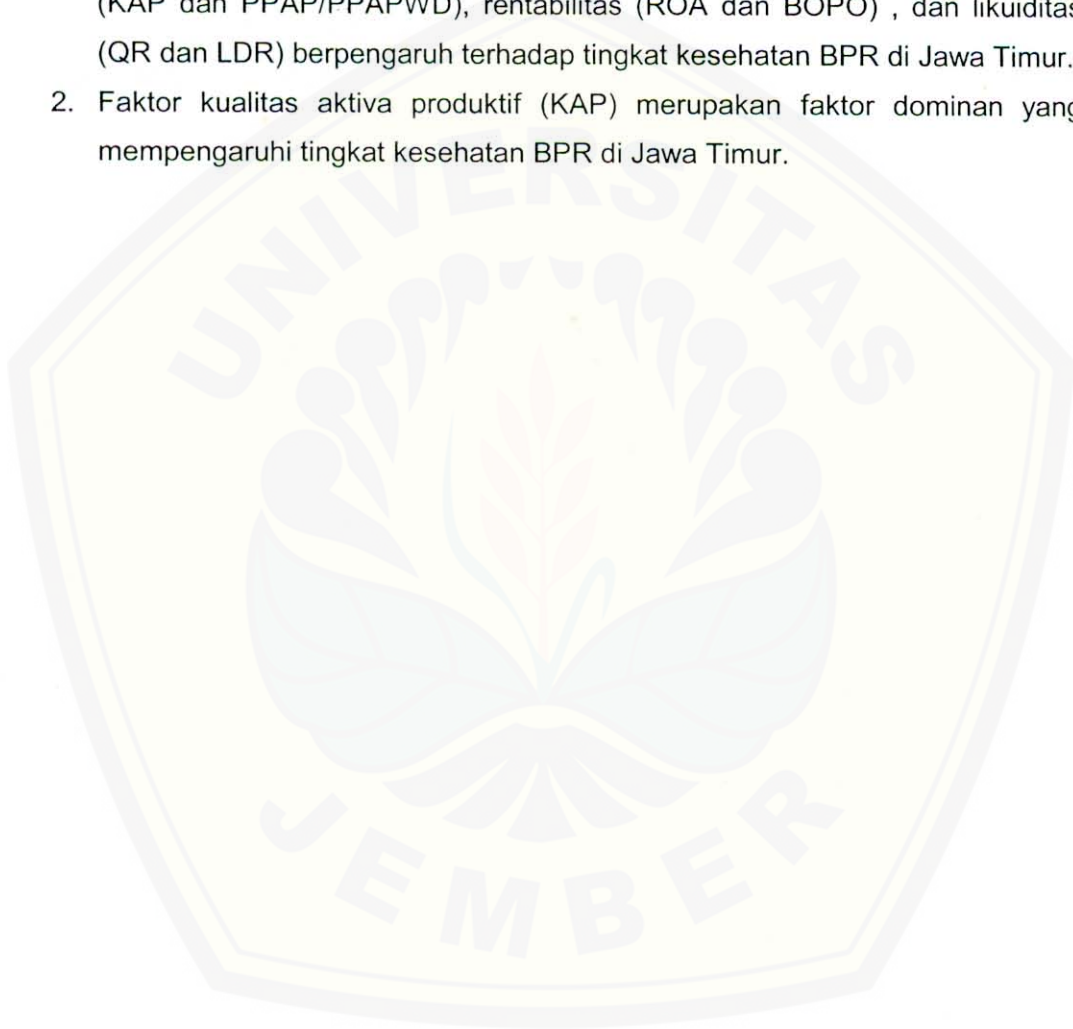 (KAP dan PPAP/PPAPWD), rentabilitas (ROA dan BOPO) , dan likuiditas
(QR dan LDR) berpengaruh terhadap tingkat kesehatan BPR di Jawa Timur.
2. Faktor kualitas aktiva produktif (KAP) merupakan faktor dominan yang
mempengaruhi tingkat kesehatan BPR di Jawa Timur.
UNIVERSITAS
JEMBER